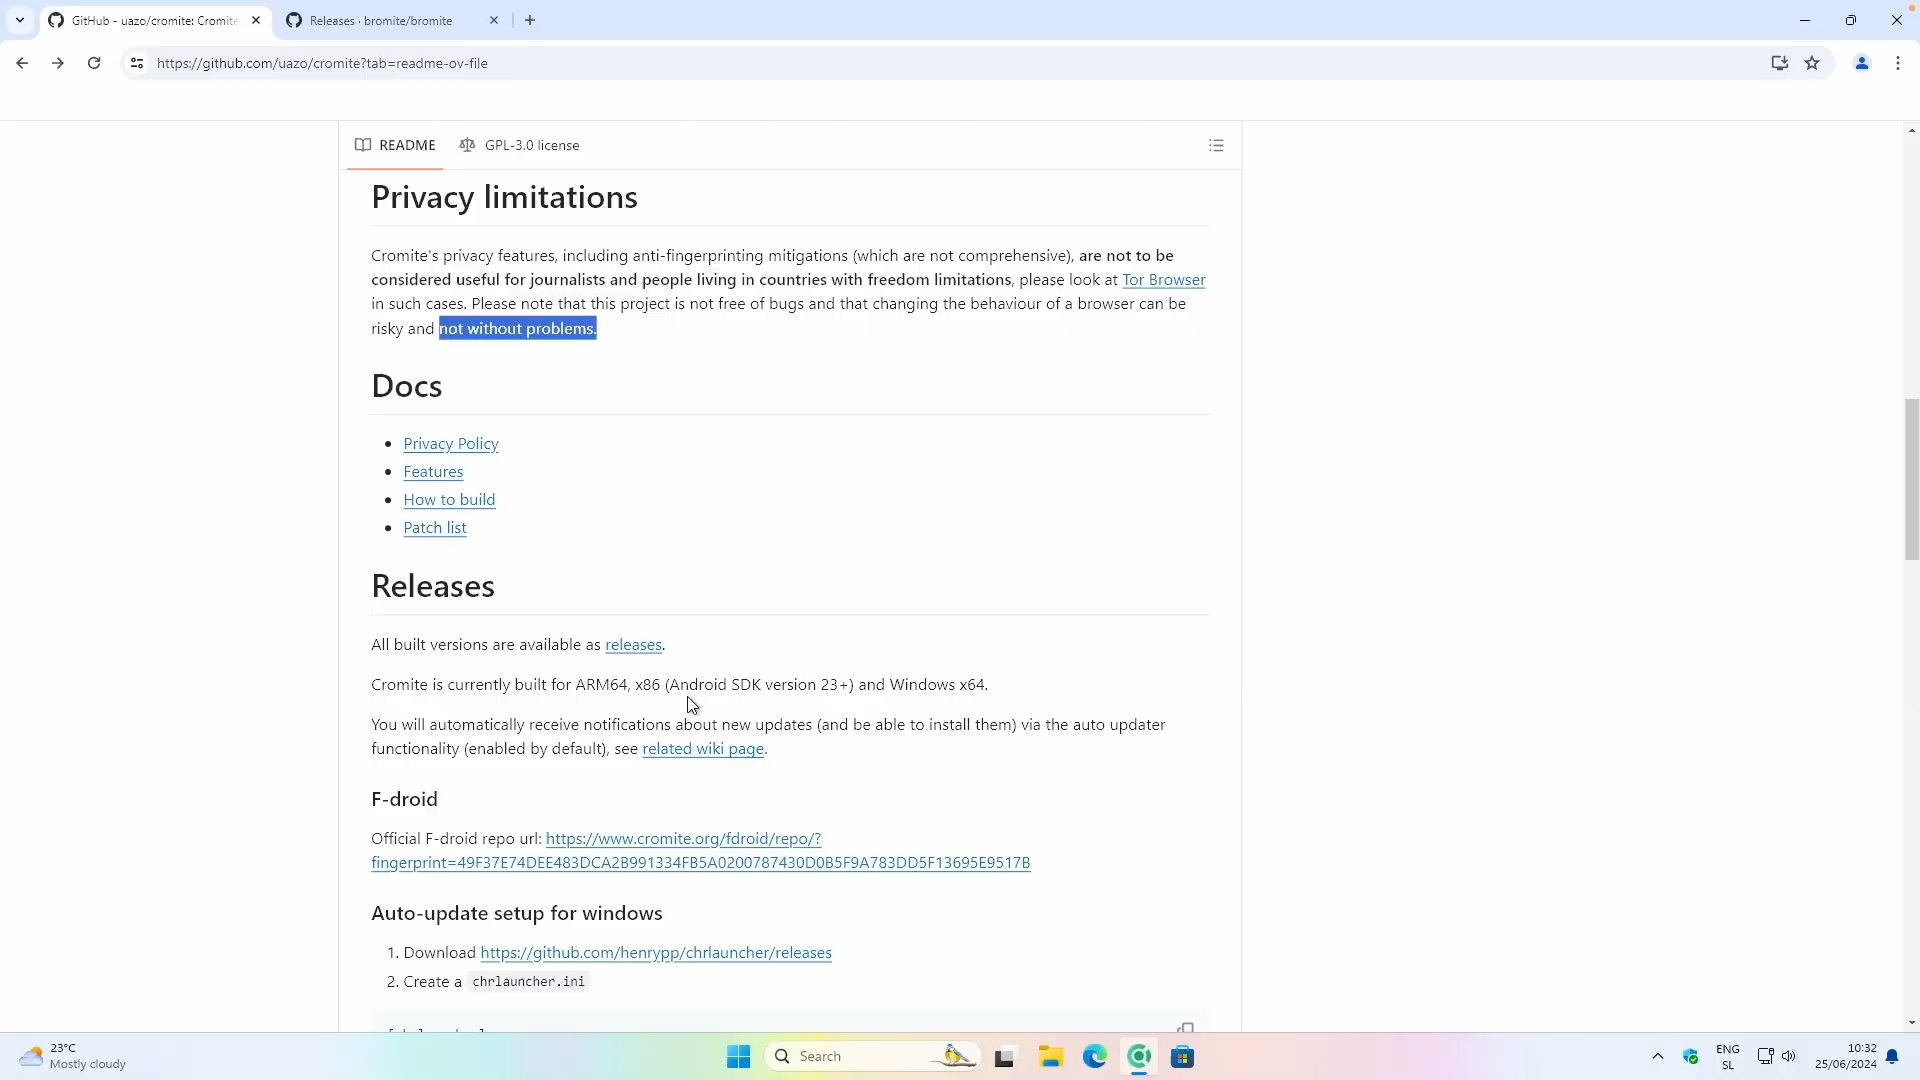 GitHub - uazo/cromite: Cromite
Releases · bromite/bromite
https://github.com/uazo/cromite?tab=readme-ov-file
README
GPL-3.0 license
Privacy limitations
Cromite's privacy features, including anti-fingerprinting mitigations (which are not comprehensive), are not to be
considered useful for journalists and people living in countries with freedom limitations, please look at Tor Browser
in such cases. Please note that this project is not free of bugs and that changing the behaviour of a browser can be
risky and not without problems.
Docs
Privacy Policy
Features
How to build
Patch list
Releases
All built versions are available as releases.
Cromite is currently built for ARM64, x86 (Android SDK version 23+) and Windows x64.
You will automatically receive notifications about new updates (and be able to install them) via the auto updater
functionality (enabled by default), see related wiki page.
F-droid
Official F-droid repo url: https://www.cromite.org/fdroid/repo/?
fingerprint=49F37E74DEE483DCA2B991334FB5A0200787430D0B5F9A783DD5F13695E9517B
Auto-update setup for windows
1. Download https://github.com/henrypp/chrlauncher/releases
2. Create a chrlauncher.ini
23°C
Mostly cloudy
Search
ENG
SL
10:32
25/06/2024